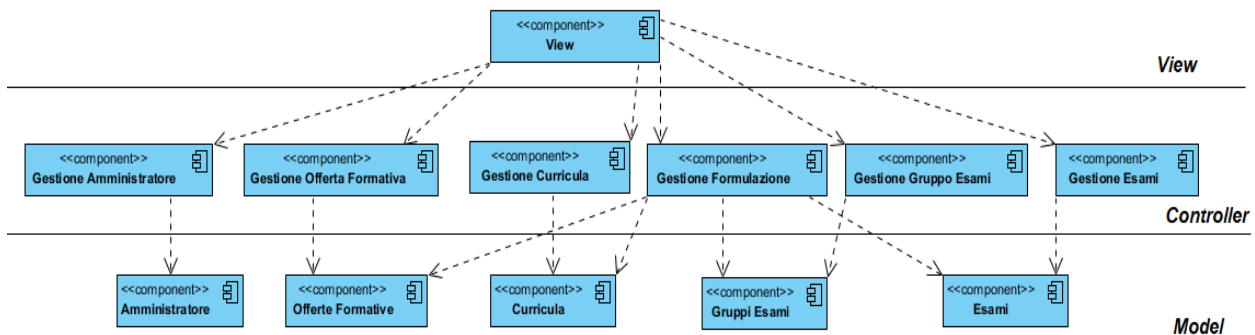 <<component>>
View
View
<<component>>
Gestione Amministratore
<<component>>
Gestione Offerta Formativa
<<component>>
Gestione Curricula
<<component>>
Gestione Formulazione
<<component>>
Gestione Gruppo Esami
<<component>>
Gestione Esami
Controller
<<component>>
Amministratore
<<component>>
Offerte Formative
<<component>>
Curricula
<<component>>
Gruppi Esami
<<component>>
Esami
Model